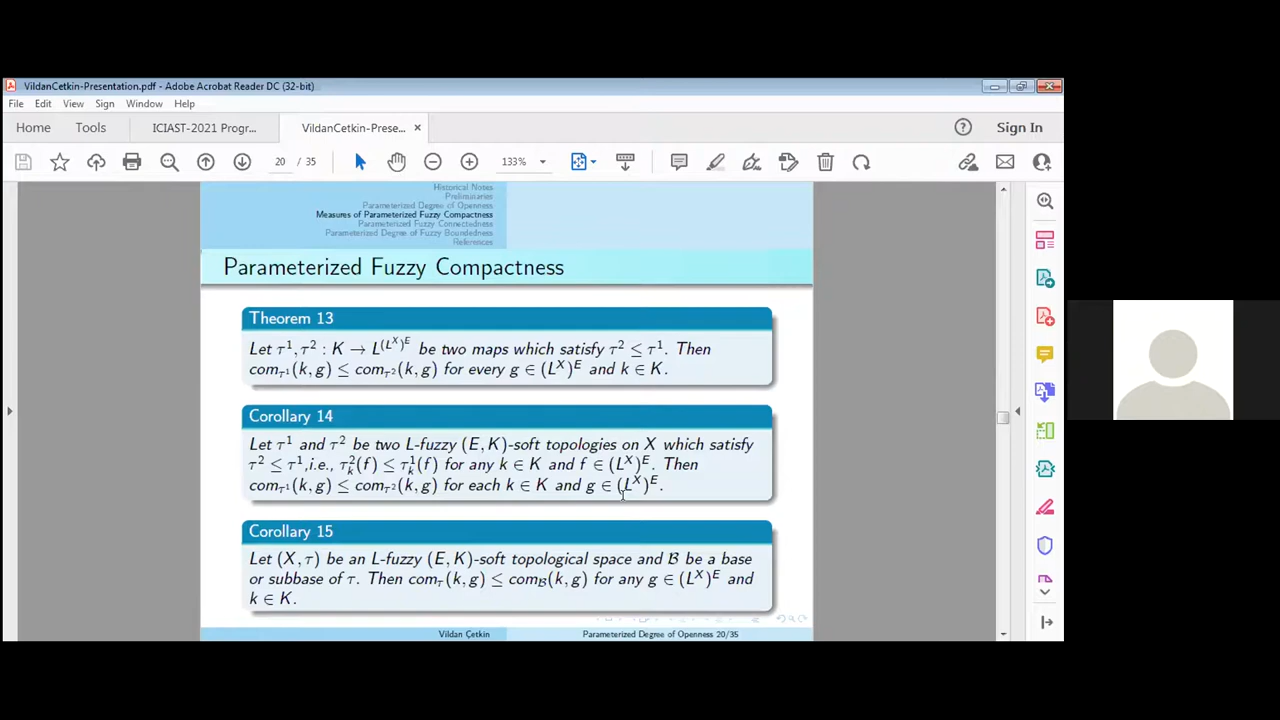 VildanCetkin-Presentation.pdf - Adobe Acrobat Reader DC (32-bit)
File Edit View Sign Window Help
Home Tools ICIAST-2021 Progr... VildanCetkin-Prese... × Sign In
20 / 35 133%
Historical Notes
Preliminaries
Parameterized Degree of Openness
Measures of Parameterized Fuzzy Compactness
Parameterized Fuzzy Connectedness
Parameterized Degree of Fuzzy Boundedness
References
Parameterized Fuzzy Compactness
Theorem 13
Let τ¹, τ² : K → L^{(L^X)^E} be two maps which satisfy τ² ≤ τ¹. Then
com_{τ¹}(k, g) ≤ com_{τ²}(k, g) for every g ∈ (L^X)^E and k ∈ K.
Corollary 14
Let τ¹ and τ² be two L-fuzzy (E, K)-soft topologies on X which satisfy
τ² ≤ τ¹,i.e., τ²_k(f) ≤ τ¹_k(f) for any k ∈ K and f ∈ (L^X)^E. Then
com_{τ¹}(k, g) ≤ com_{τ²}(k, g) for each k ∈ K and g ∈ (L^X)^E.
Corollary 15
Let (X, τ) be an L-fuzzy (E, K)-soft topological space and B be a base
or subbase of τ. Then com_τ(k, g) ≤ com_B(k, g) for any g ∈ (L^X)^E and
k ∈ K.
Vildan Çetkin Parameterized Degree of Openness 20/35